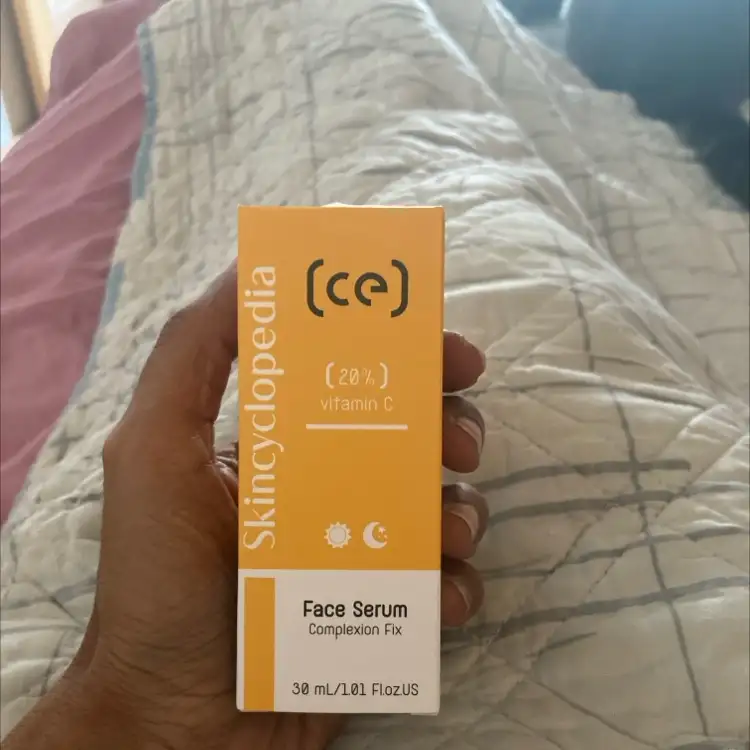 Skincyclopedia
(ce)
(20%)
vitamin C
Face Serum
Complexion Fix
30 mL/1.01 Fl.oz.US